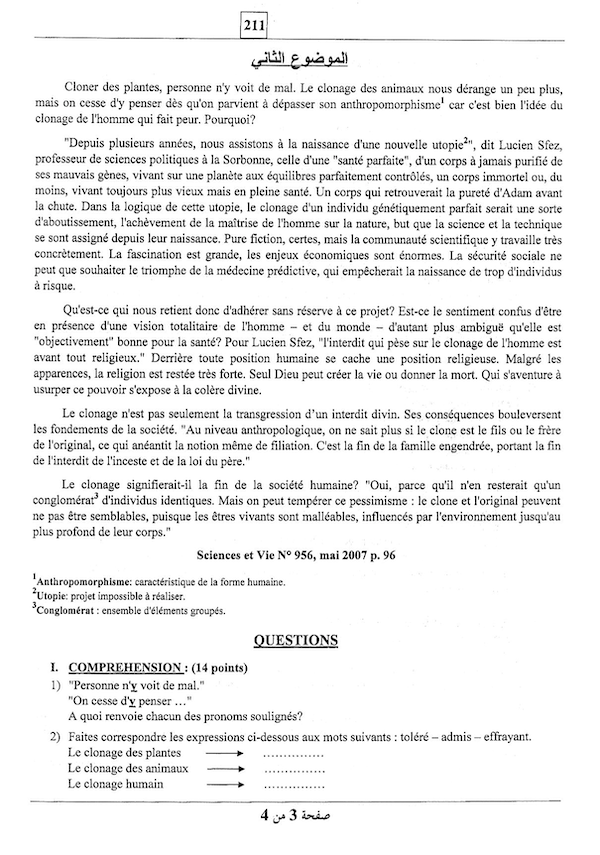 211
الموضوع الثاني
Cloner des plantes, personne n'y voit de mal. Le clonage des animaux nous dérange un peu plus,
mais on cesse d'y penser dès qu'on parvient à dépasser son anthropomorphisme1 car c'est bien l'idée du
clonage de l'homme qui fait peur. Pourquoi?
"Depuis plusieurs années, nous assistons à la naissance d'une nouvelle utopie2", dit Lucien Sfez,
professeur de sciences politiques à la Sorbonne, celle d'une "santé parfaite", d'un corps à jamais purifié de
ses mauvais gènes, vivant sur une planète aux équilibres parfaitement contrôlés, un corps immortel ou, du
moins, vivant toujours plus vieux mais en pleine santé. Un corps qui retrouverait la pureté d'Adam avant
la chute. Dans la logique de cette utopie, le clonage d'un individu génétiquement parfait serait une sorte
d'aboutissement, l'achèvement de la maîtrise de l'homme sur la nature, but que la science et la technique
se sont assigné depuis leur naissance. Pure fiction, certes, mais la communauté scientifique y travaille très
concrètement. La fascination est grande, les enjeux économiques sont énormes. La sécurité sociale ne
peut que souhaiter le triomphe de la médecine prédictive, qui empêcherait la naissance de trop d'individus
à risque.
Qu'est-ce qui nous retient donc d'adhérer sans réserve à ce projet? Est-ce le sentiment confus d'être
en présence d'une vision totalitaire de l'homme – et du monde – d'autant plus ambiguë qu'elle est
"objectivement" bonne pour la santé? Pour Lucien Sfez, "l'interdit qui pèse sur le clonage de l'homme est
avant tout religieux." Derrière toute position humaine se cache une position religieuse. Malgré les
apparences, la religion est restée très forte. Seul Dieu peut créer la vie ou donner la mort. Qui s'aventure à
usurper ce pouvoir s'expose à la colère divine.
Le clonage n'est pas seulement la transgression d'un interdit divin. Ses conséquences bouleversent
les fondements de la société. "Au niveau anthropologique, on ne sait plus si le clone est le fils ou le frère
de l'original, ce qui anéantit la notion même de filiation. C'est la fin de la famille engendrée, portant la fin
de l'interdit de l'inceste et de la loi du père."
Le clonage signifierait-il la fin de la société humaine? "Oui, parce qu'il n'en resterait qu'un
conglomérat3 d'individus identiques. Mais on peut tempérer ce pessimisme : le clone et l'original peuvent
ne pas être semblables, puisque les êtres vivants sont malléables, influencés par l'environnement jusqu'au
plus profond de leur corps."
Sciences et Vie N° 956, mai 2007 p. 96
1Anthropomorphisme: caractéristique de la forme humaine.
2Utopie: projet impossible à réaliser.
3Conglomérat : ensemble d'éléments groupés.
QUESTIONS
I. COMPREHENSION : (14 points)
1) "Personne n'y voit de mal."
"On cesse d'y penser ..."
A quoi renvoie chacun des pronoms soulignés?
2) Faites correspondre les expressions ci-dessous aux mots suivants : toléré – admis – effrayant.
Le clonage des plantes → ...............
Le clonage des animaux → ...............
Le clonage humain → ...............
صفحة 3 من 4